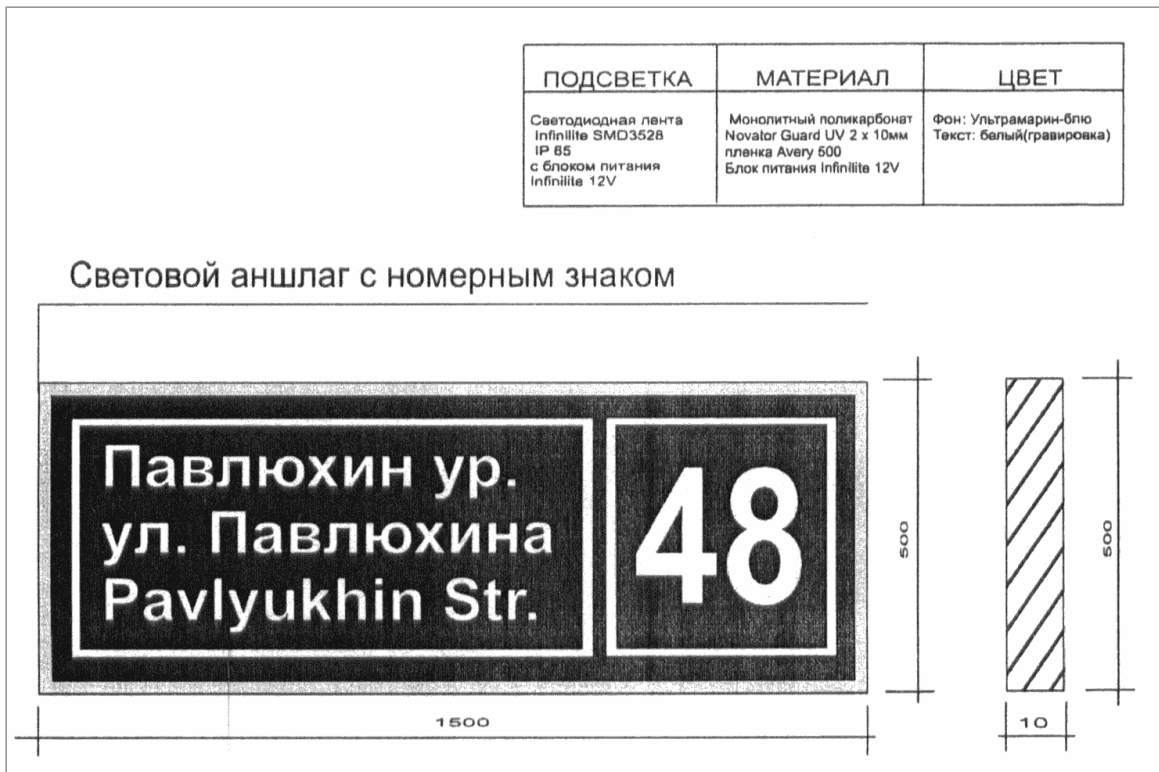 ПОДСВЕТКА
МАТЕРИАЛ
ЦВЕТ
Светодиодная лента
Infinilite SMD3528
IP 65
с блоком питания
Infinilite 12V
Монолитный поликарбонат
Novator Guard UV 2 x 10мм
пленка Avery 500
Блок питания Infinilite 12V
Фон: Ультрамарин-блю
Текст: белый(гравировка)
Световой аншлаг с номерным знаком
Павлюхин ур.
ул. Павлюхина
Pavlyukhin Str.
48
500
500
1500
10